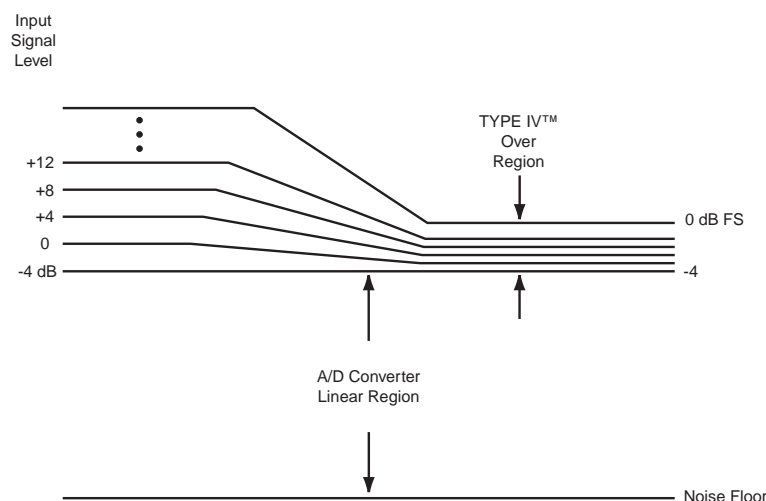 Input
Signal
Level
TYPE IV™
Over
Region
+12
+8
+4
0
-4 dB
0 dB FS
-4
A/D Converter
Linear Region
Noise Floor